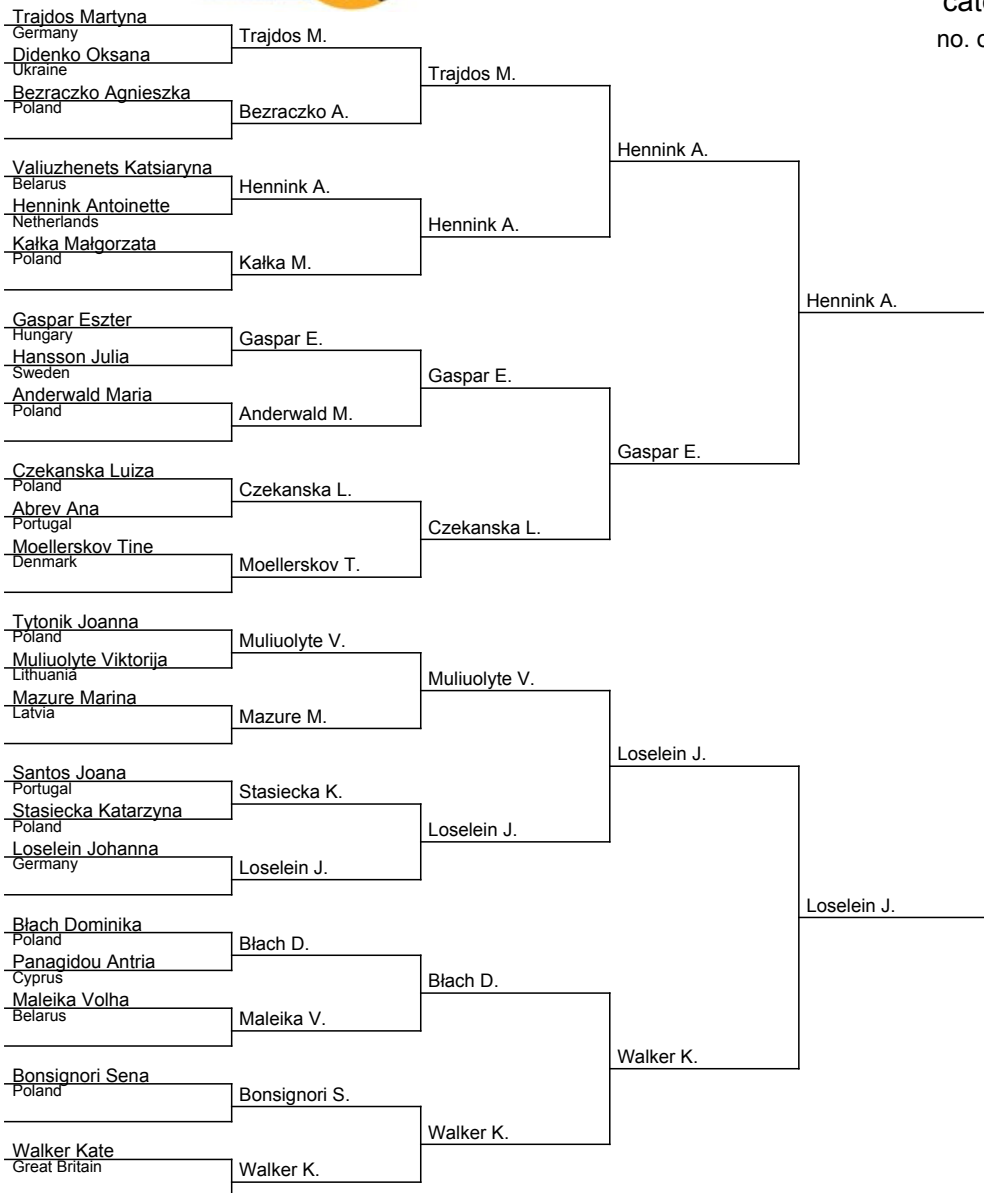 cat
no. o
Trajdos Martyna
Germany
Didenko Oksana
Ukraine
Bezraczko Agnieszka
Poland
Valiuzhenets Katsiaryna
Belarus
Hennink Antoinette
Netherlands
Kałka Małgorzata
Poland
Gaspar Eszter
Hungary
Hansson Julia
Sweden
Anderwald Maria
Poland
Czekanska Luiza
Poland
Abrev Ana
Portugal
Moellerskov Tine
Denmark
Tytonik Joanna
Poland
Muliuolyte Viktorija
Lithuania
Mazure Marina
Latvia
Santos Joana
Portugal
Stasiecka Katarzyna
Poland
Loselein Johanna
Germany
Błach Dominika
Poland
Panagidou Antria
Cyprus
Maleika Volha
Belarus
Bonsignori Sena
Poland
Walker Kate
Great Britain
Trajdos M.
Bezraczko A.
Hennink A.
Kałka M.
Gaspar E.
Anderwald M.
Czekanska L.
Moellerskov T.
Muliuolyte V.
Mazure M.
Stasiecka K.
Loselein J.
Błach D.
Maleika V.
Bonsignori S.
Walker K.
Trajdos M.
Hennink A.
Gaspar E.
Czekanska L.
Muliuolyte V.
Loselein J.
Błach D.
Walker K.
Hennink A.
Gaspar E.
Loselein J.
Walker K.
Hennink A.
Loselein J.